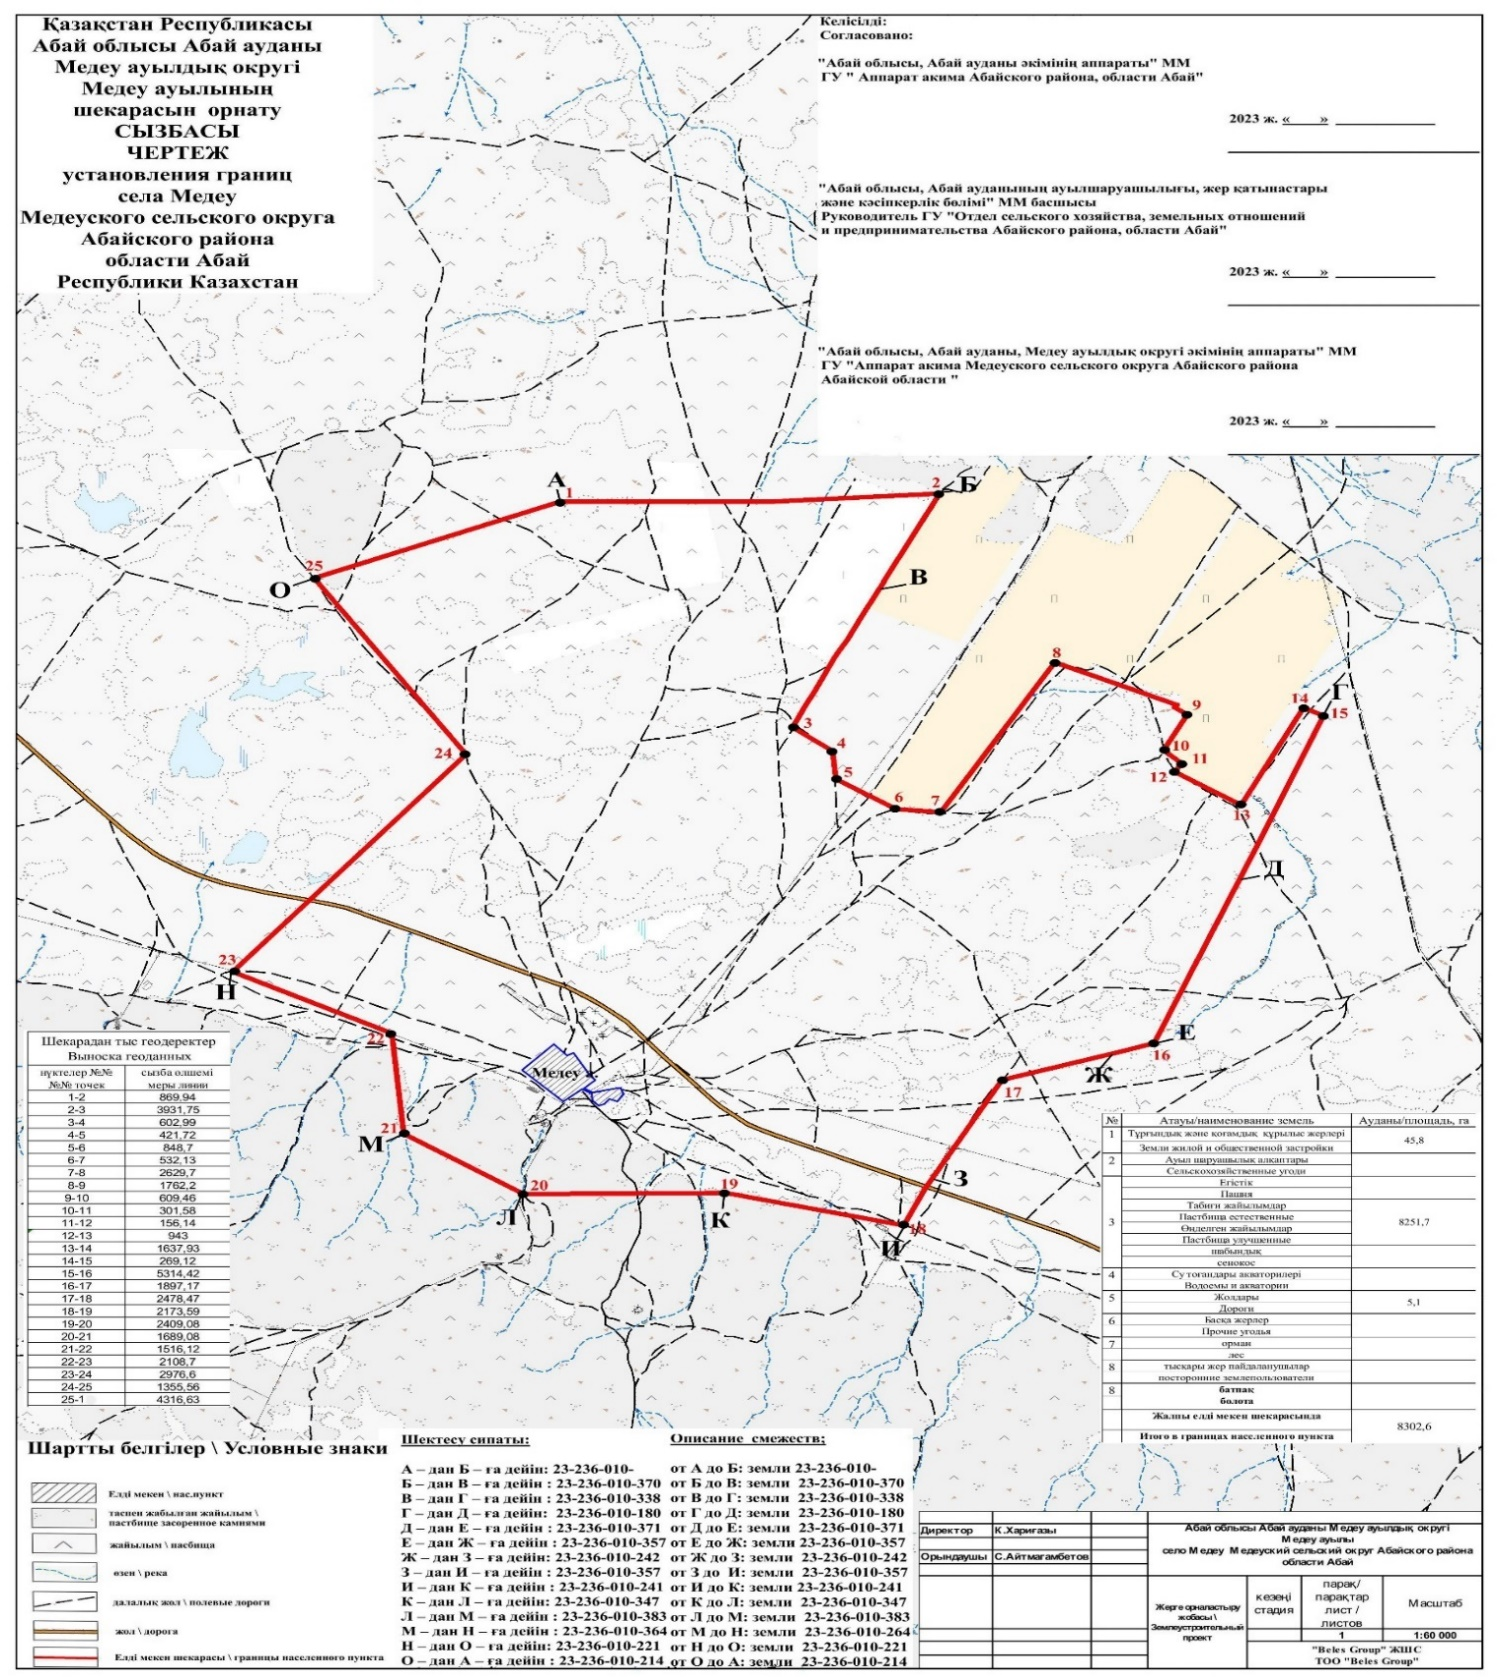 Қазақстан Республикасы
Абай облысы Абай ауданы
Медеу ауылдық округі
Медеу ауылының
шекарасын орнату
СЫЗБАСЫ
ЧЕРТЕЖ
установления границ
села Медеу
Медеуского сельского округа
Абайского района
области Абай
Республики Казахстан
Келісілді:
Согласовано:
"Абай облысы, Абай ауданы әкімінің аппараты" ММ
ГУ " Аппарат акима Абайского района, области Абай"
2023 ж. «___» ___________
"Абай облысы, Абай ауданының ауылшаруашылығы, жер қатынастары
және кәсіпкерлік бөлімі" ММ басшысы
Руководитель ГУ "Отдел сельского хозяйства, земельных отношений
и предпринимательства Абайского района, области Абай"
2023 ж. «___» ___________
"Абай облысы, Абай ауданы, Медеу ауылдық округі әкімінің аппараты" ММ
ГУ "Аппарат акима Медеуского сельского округа Абайского района
Абайской области "
2023 ж. «___» ___________
А
1
2
Б
В
25
О
3
4
5
6
7
8
9
10
11
12
13
14
Г
15
24
Д
23
Н
22
21
М
Медеу
Е
16
Ж
17
З
20
Л
19
К
18
И
Шекарадан тыс геодеректер
Выноска геоданных
нүктелер №№ сызба өлшемі
№№ точек меры линии
1-2 869,94
2-3 3931,75
3-4 602,99
4-5 421,72
5-6 848,7
6-7 532,13
7-8 2629,7
8-9 1762,2
9-10 609,46
10-11 301,58
11-12 156,14
12-13 943
13-14 1637,93
14-15 269,12
15-16 5314,42
16-17 1897,17
17-18 2478,47
18-19 2173,59
19-20 2409,08
20-21 1689,08
21-22 1516,12
22-23 2108,7
23-24 2976,6
24-25 1355,56
25-1 4316,63
№ Атауы/наименование земель Ауданы/площадь, га
1 Тұрғындық және қоғамдық құрылыс жерлері
Земли жилой и общественной застройки 45,8
2 Ауыл шаруашылық алқаптары
Сельскохозяйственные угоди
Егістік
Пашня
3 Табиғи жайылымдар
Пастбища естественные
Өңделген жайылымдар 8251,7
Пастбища улучшенные
шабындық
сенокос
4 Су тоғандары акваторилері
Водоемы и акватории
5 Жолдары
Дороги 5,1
6 Басқа жерлер
Прочие угодья
7 орман
лес
8 тысқары жер пайдаланушылар
посторонние землепользователи
8 батпақ
болота
Жалпы елді мекен шекарасында
Итого в границах населенного пункта 8302,6
Шартты белгілер \ Условные знаки
Елді мекен \ нас.пункт
таспен жабылған жайылым \
пастбище засоренное камнями
жайылым \ пасбища
өзен \ река
далалық жол \ полевые дороги
жол \ дорога
Елді мекен шекарасы \ границы населенного пункта
Шектесу сипаты: Описание смежеств;
А – дан Б – ға дейін: 23-236-010- от А до Б: земли 23-236-010-
Б – дан В – ға дейін : 23-236-010-370 от Б до В: земли 23-236-010-370
В – дан Г – ға дейін : 23-236-010-338 от В до Г: земли 23-236-010-338
Г – дан Д – ға дейін: 23-236-010-180 от Г до Д: земли 23-236-010-180
Д – дан Е – ға дейін : 23-236-010-371 от Д до Е: земли 23-236-010-371
Е – дан Ж – ға дейін : 23-236-010-357 от Е до Ж: земли 23-236-010-357
Ж – дан З – ға дейін : 23-236-010-242 от Ж до З: земли 23-236-010-242
З – дан И – ға дейін : 23-236-010-357 от З до И: земли 23-236-010-357
И – дан К – ға дейін : 23-236-010-241 от И до К: земли 23-236-010-241
К – дан Л – ға дейін: 23-236-010-347 от К до Л: земли 23-236-010-347
Л – дан М – ға дейін : 23-236-010-383 от Л до М: земли 23-236-010-383
М – дан Н – ға дейін : 23-236-010-364 от М до Н: земли 23-236-010-264
Н – дан О – ға дейін: 23-236-010-221 от Н до О: земли 23-236-010-221
О – дан А – ға дейін : 23-236-010-214 от О до А: земли 23-236-010-214
Директор К.Харигазы
Орындаушы С.Айтмагамбетов
Абай облысы Абай ауданы Медеу ауылдық округі
Медеу ауылы
село Медеу Медеуский сельский округ Абайского района
области Абай
Жерге орналастыру
жобасы \
Землеустроительный
проект
кезеңі
стадия
парақ/
парақтар
лист /
листов
Масштаб
1 1:60 000
"Beles Group" ЖШС
ТОО "Beles Group"